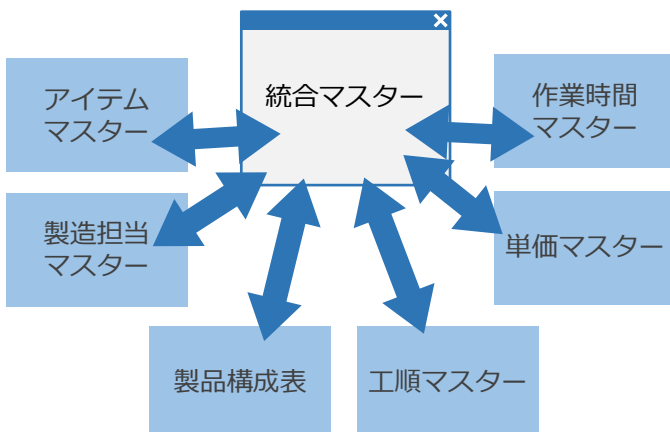 統合マスター
アイテム
マスター
作業時間
マスター
製造担当
マスター
単価マスター
製品構成表
工順マスター